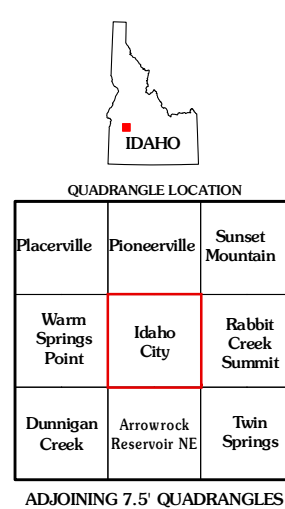 IDAHO
QUADRANGLE LOCATION
Placerville
Pioneerville
Sunset
Mountain
Warm
Springs
Point
Idaho
City
Rabbit
Creek
Summit
Dunnigan
Creek
Arrowrock
Reservoir NE
Twin
Springs
ADJOINING 7.5' QUADRANGLES